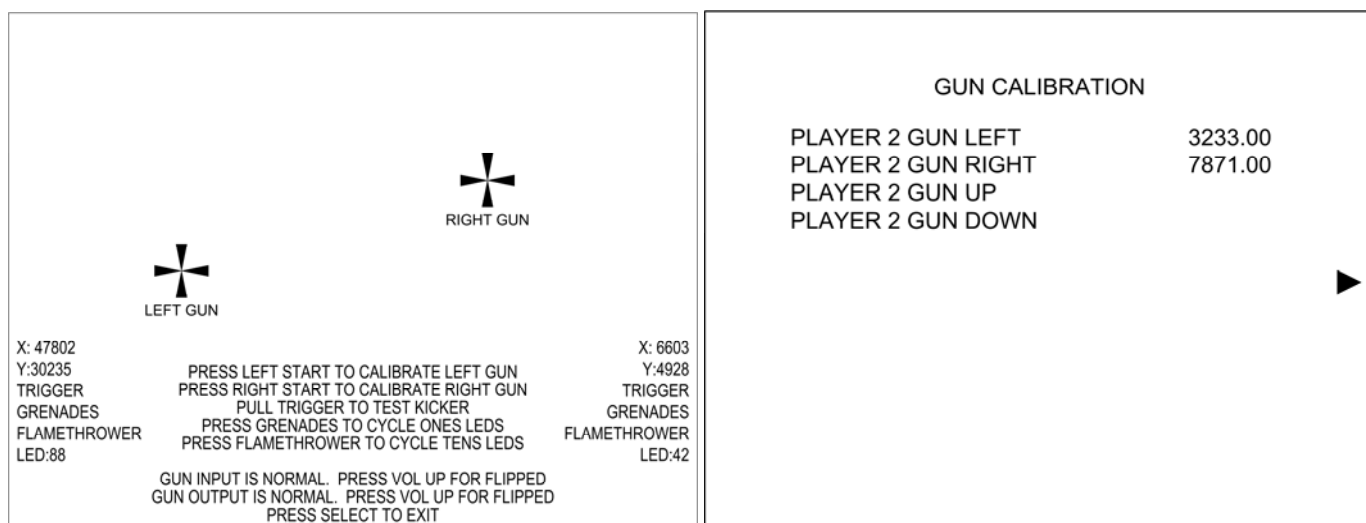 RIGHT GUN
LEFT GUN
X: 47802
Y:30235
TRIGGER
GRENADES
FLAMETHROWER
LED:88
PRESS LEFT START TO CALIBRATE LEFT GUN
PRESS RIGHT START TO CALIBRATE RIGHT GUN
PULL TRIGGER TO TEST KICKER
PRESS GRENADES TO CYCLE ONES LEDS
PRESS FLAMETHROWER TO CYCLE TENS LEDS
X: 6603
Y:4928
TRIGGER
GRENADES
FLAMETHROWER
LED:42
GUN INPUT IS NORMAL. PRESS VOL UP FOR FLIPPED
GUN OUTPUT IS NORMAL. PRESS VOL UP FOR FLIPPED
PRESS SELECT TO EXIT
GUN CALIBRATION
PLAYER 2 GUN LEFT 3233.00
PLAYER 2 GUN RIGHT 7871.00
PLAYER 2 GUN UP
PLAYER 2 GUN DOWN